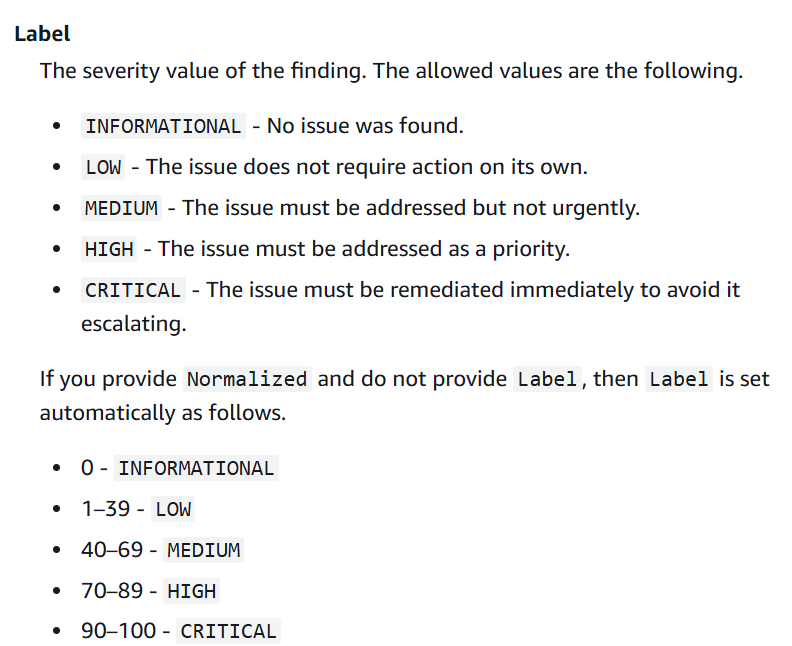 Label
The severity value of the finding. The allowed values are the following.
• INFORMATIONAL - No issue was found.
• LOW - The issue does not require action on its own.
• MEDIUM - The issue must be addressed but not urgently.
• HIGH - The issue must be addressed as a priority.
• CRITICAL - The issue must be remediated immediately to avoid it
escalating.
If you provide Normalized and do not provide Label, then Label is set
automatically as follows.
• 0 - INFORMATIONAL
• 1–39 - LOW
• 40–69 - MEDIUM
• 70–89 - HIGH
• 90–100 - CRITICAL